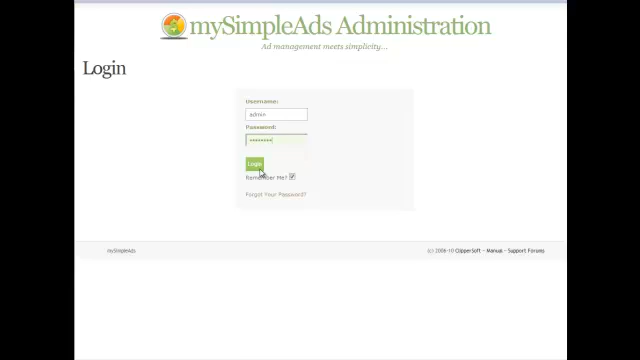 mySimpleAds Administration
Ad management meets simplicity...
Login
Username:
admin
Password:
********
Login
Remember Me?
Forgot Your Password?
mySimpleAds
(c) 2006-10 ClipperSoft - Manual - Support Forums